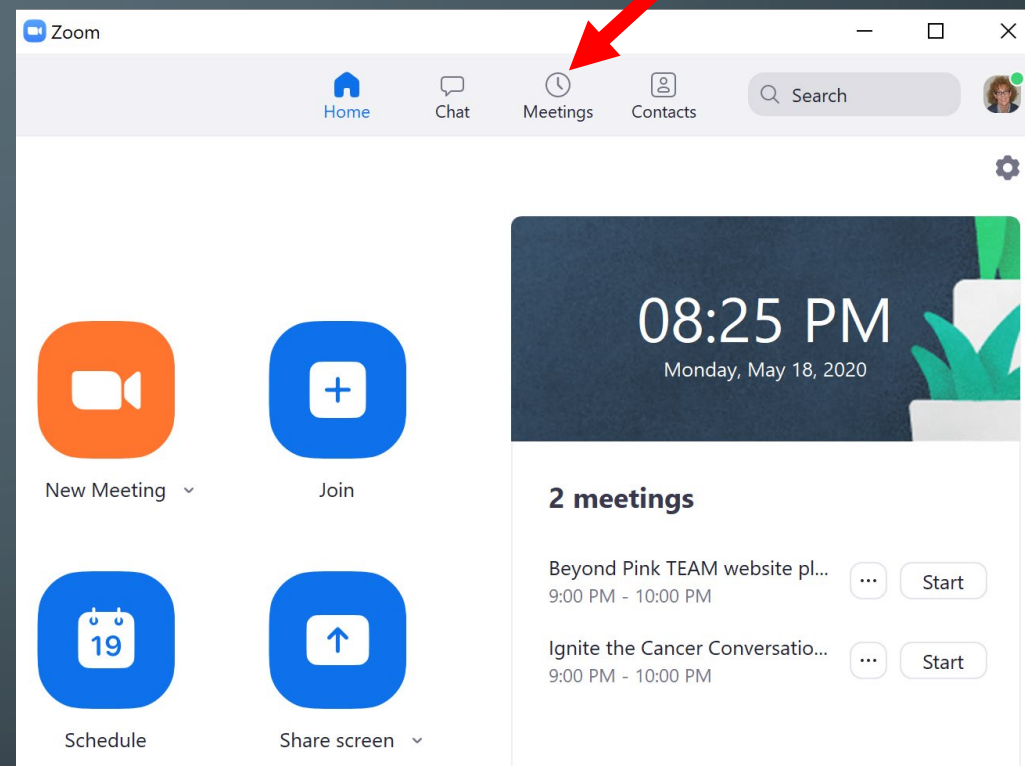 Zoom
Home
Chat
Meetings
Contacts
Search
08:25 PM
Monday, May 18, 2020
New Meeting
Join
2 meetings
Beyond Pink TEAM website pl...
9:00 PM - 10:00 PM
Start
Ignite the Cancer Conversatio...
9:00 PM - 10:00 PM
Start
19
Schedule
Share screen